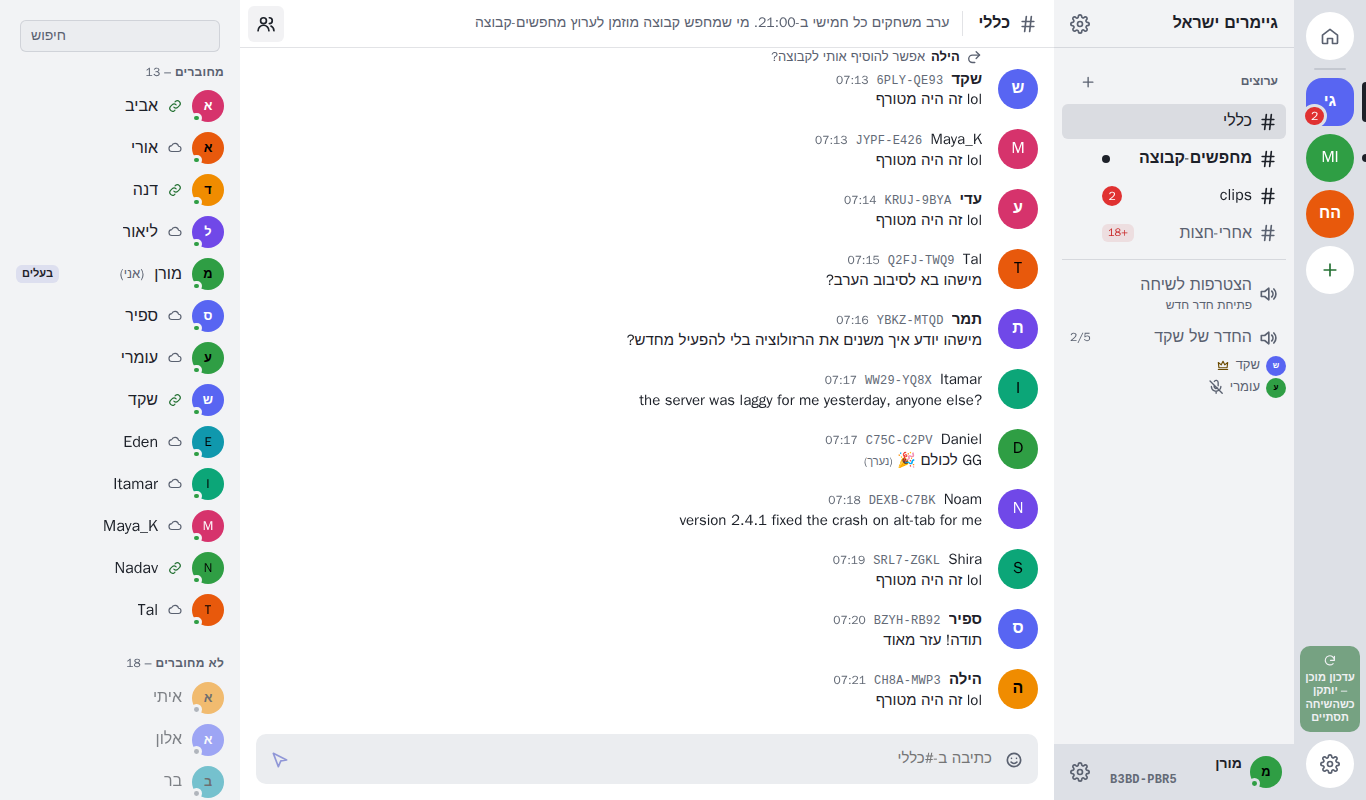 גי
2
MI
הח
עדכון מוכן
– יותקן
כשהשיחה
תסתיים
גיימרים ישראל
ערוצים
כללי
מחפשים-קבוצה
clips
2
אחרי-חצות
18+
הצטרפות לשיחה
פתיחת חדר חדש
החדר של שקד
2/5
ש
שקד
ע
עומרי
מ
מורן
B3BD-PBR5
# כללי
ערב משחקים כל חמישי ב-21:00. מי שמחפש קבוצה מוזמן לערוץ מחפשים-קבוצה
הילה אפשר להוסיף אותי לקבוצה?
ש
שקד 6PLY-QE93 07:13
lol זה היה מטורף
M
Maya_K JYPF-E426 07:13
lol זה היה מטורף
ע
עדי KRUJ-9BYA 07:14
lol זה היה מטורף
T
Tal Q2FJ-TWQ9 07:15
מישהו בא לסיבוב הערב?
ת
תמר YBKZ-MTQD 07:16
מישהו יודע איך משנים את הרזולוציה בלי להפעיל מחדש?
I
Itamar WW29-YQ8X 07:17
the server was laggy for me yesterday, anyone else?
D
Daniel C75C-C2PV 07:17
GG לכולם 🎉 (נערך)
N
Noam DEXB-C7BK 07:18
version 2.4.1 fixed the crash on alt-tab for me
S
Shira SRL7-ZGKL 07:19
lol זה היה מטורף
ס
ספיר BZYH-RB92 07:20
תודה! עזר מאוד
ה
הילה CH8A-MWP3 07:21
lol זה היה מטורף
כתיבה ב-#כללי
חיפוש
מחוברים – 13
א
אביב
א
אורי
ד
דנה
ל
ליאור
מ
מורן (אני)
בעלים
ס
ספיר
ע
עומרי
ש
שקד
E
Eden
I
Itamar
M
Maya_K
N
Nadav
T
Tal
לא מחוברים – 18
א
איתי
א
אלון
ב
בר